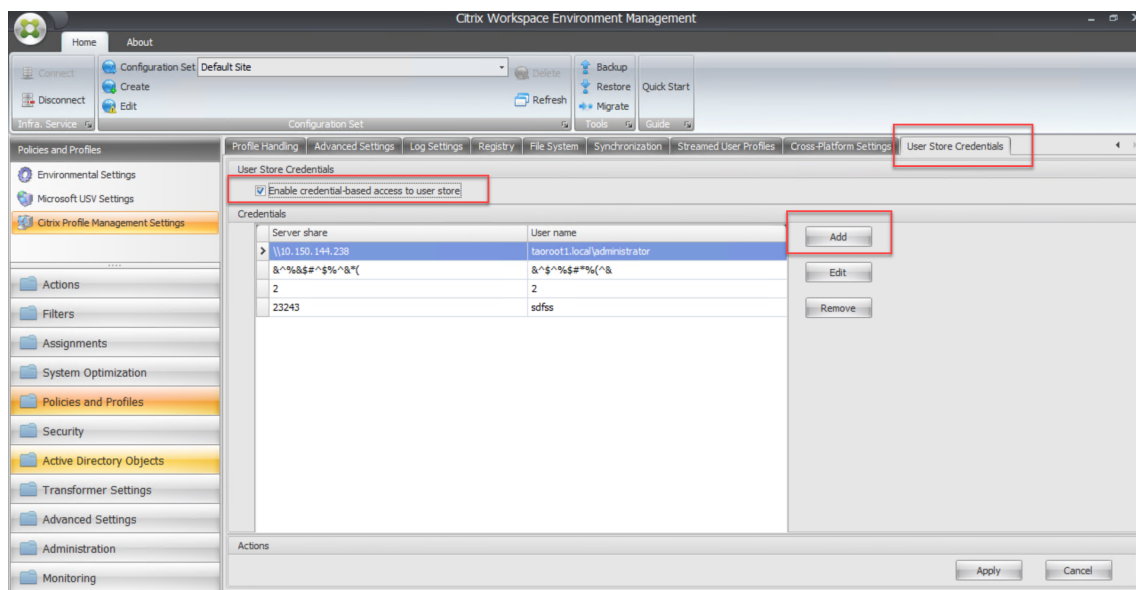 Citrix Workspace Environment Management
Home About
Connect
Disconnect
Infra. Service
Configuration Set Default Site
Create
Edit
Delete
Refresh
Configuration Set
Backup
Restore
Migrate
Tools
Quick Start
Guide
Policies and Profiles
Environmental Settings
Microsoft USV Settings
Citrix Profile Management Settings
Actions
Filters
Assignments
System Optimization
Policies and Profiles
Security
Active Directory Objects
Transformer Settings
Advanced Settings
Administration
Monitoring
Profile Handling Advanced Settings Log Settings Registry File System Synchronization Streamed User Profiles Cross-Platform Settings User Store Credentials
User Store Credentials
Enable credential-based access to user store
Credentials
Server share User name
\\10.150.144.238 taoroot1.local\administrator
&^%&$#^$%^&*( &^$^%$#*%(^&
2 2
23243 sdfss
Add
Edit
Remove
Actions
Apply Cancel